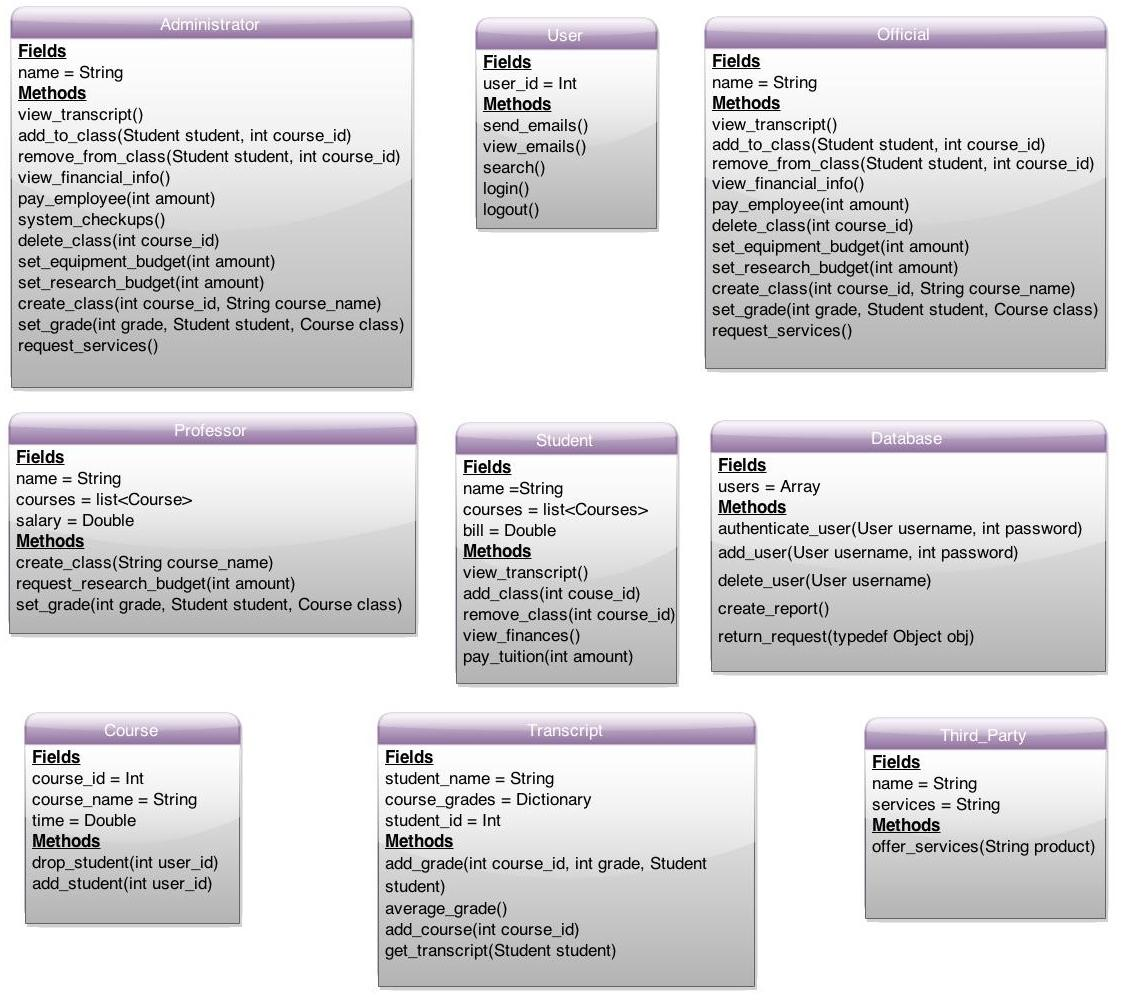 Administrator
Fields
name = String
Methods
view_transcript()
add_to_class(Student student, int course_id)
remove_from_class(Student student, int course_id)
view_financial_info()
pay_employee(int amount)
system_checkups()
delete_class(int course_id)
set_equipment_budget(int amount)
set_research_budget(int amount)
create_class(int course_id, String course_name)
set_grade(int grade, Student student, Course class)
request_services()
User
Fields
user_id = Int
Methods
send_emails()
view_emails()
search()
login()
logout()
Official
Fields
name = String
Methods
view_transcript()
add_to_class(Student student, int course_id)
remove_from_class(Student student, int course_id)
view_financial_info()
pay_employee(int amount)
delete_class(int course_id)
set_equipment_budget(int amount)
set_research_budget(int amount)
create_class(int course_id, String course_name)
set_grade(int grade, Student student, Course class)
request_services()
Professor
Fields
name = String
courses = list<Course>
salary = Double
Methods
create_class(String course_name)
request_research_budget(int amount)
set_grade(int grade, Student student, Course class)
Student
Fields
name =String
courses = list<Courses>
bill = Double
Methods
view_transcript()
add_class(int couse_id)
remove_class(int course_id)
view_finances()
pay_tuition(int amount)
Database
Fields
users = Array
Methods
authenticate_user(User username, int password)
add_user(User username, int password)
delete_user(User username)
create_report()
return_request(typedef Object obj)
Course
Fields
course_id = Int
course_name = String
time = Double
Methods
drop_student(int user_id)
add_student(int user_id)
Transcript
Fields
student_name = String
course_grades = Dictionary
student_id = Int
Methods
add_grade(int course_id, int grade, Student
student)
average_grade()
add_course(int course_id)
get_transcript(Student student)
Third_Party
Fields
name = String
services = String
Methods
offer_services(String product)